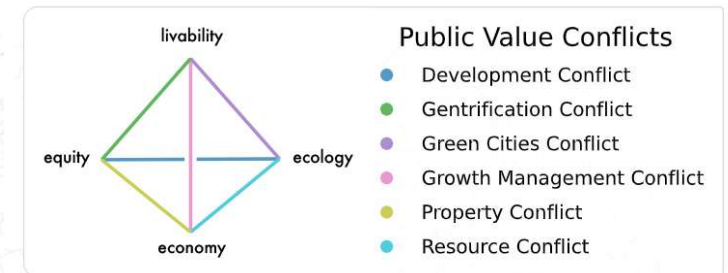 livability
equity
ecology
economy
Public Value Conflicts
Development Conflict
Gentrification Conflict
Green Cities Conflict
Growth Management Conflict
Property Conflict
Resource Conflict